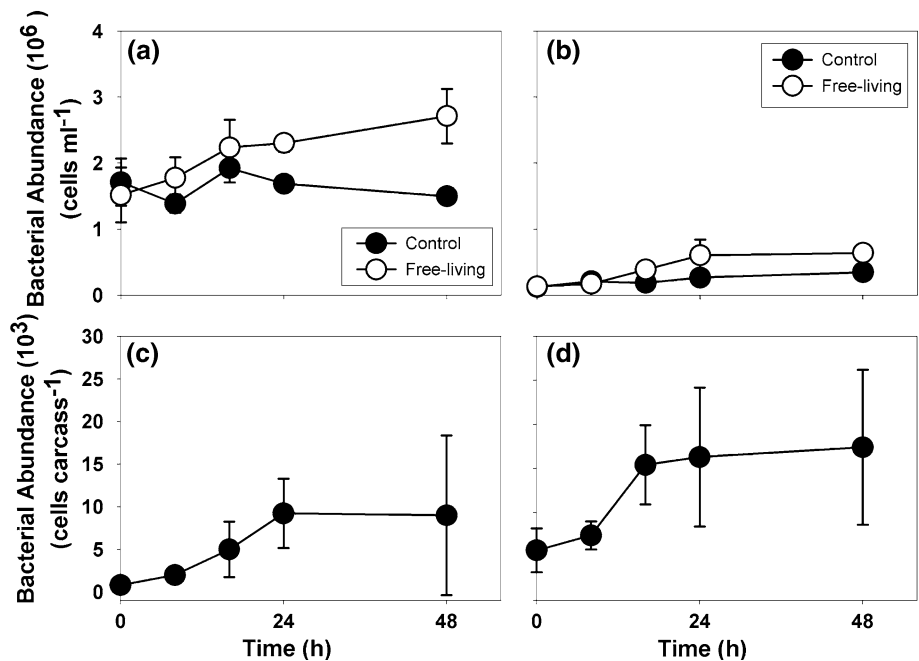 Bacterial Abundance (10⁶)
(cells ml⁻¹)
(a)
4
3
2
1
0
Control
Free-living
(b)
Control
Free-living
Bacterial Abundance (10³)
(cells carcass⁻¹)
(c)
30
25
20
15
10
5
0
0 24 48
Time (h)
(d)
0 24 48
Time (h)